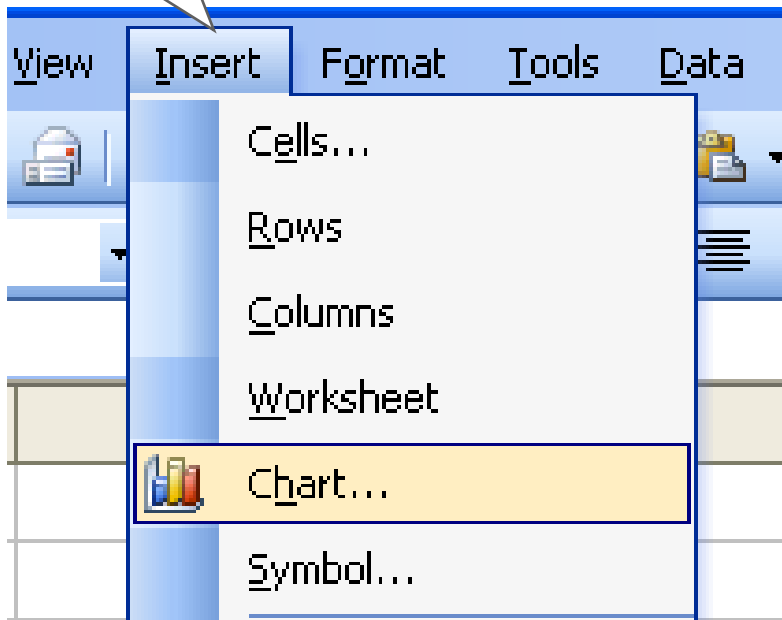 View Insert Format Tools Data
Cells...
Rows
Columns
Worksheet
Chart...
Symbol...